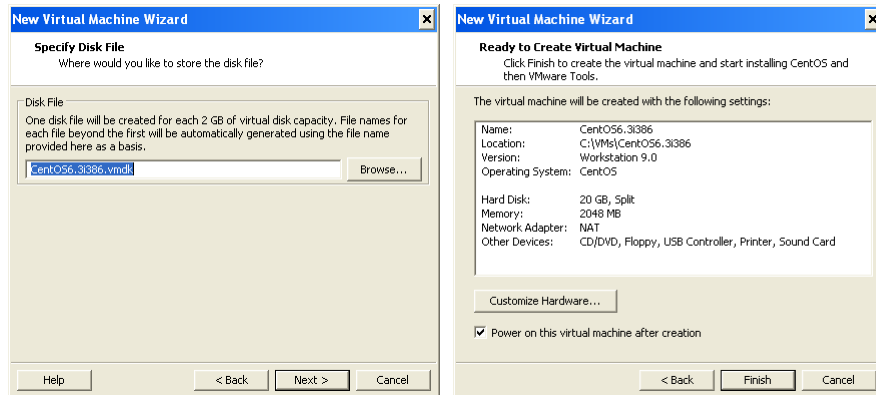 New Virtual Machine Wizard
Specify Disk File
Where would you like to store the disk file?
Disk File
One disk file will be created for each 2 GB of virtual disk capacity. File names for
each file beyond the first will be automatically generated using the file name
provided here as a basis.
CentOS6.3i386.vmdk
Browse...
Help
< Back
Next >
Cancel
New Virtual Machine Wizard
Ready to Create Virtual Machine
Click Finish to create the virtual machine and start installing CentOS and
then VMware Tools.
The virtual machine will be created with the following settings:
Name: CentOS6.3i386
Location: C:\VMs\CentOS6.3i386
Version: Workstation 9.0
Operating System: CentOS
Hard Disk: 20 GB, Split
Memory: 2048 MB
Network Adapter: NAT
Other Devices: CD/DVD, Floppy, USB Controller, Printer, Sound Card
Customize Hardware...
Power on this virtual machine after creation
< Back
Finish
Cancel